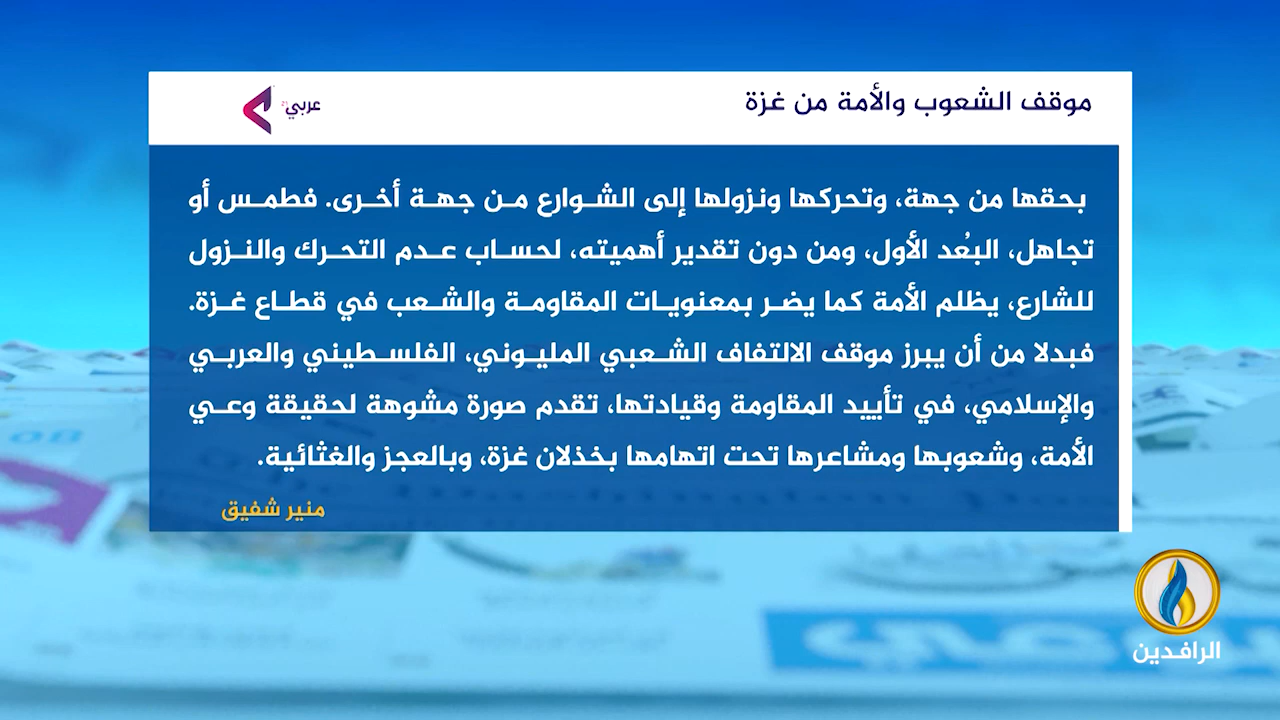 موقف الشعوب والأمة من غزة
عربي21
بحقها من جهة، وتحركها ونزولها إلى الشوارع من جهة أخرى. فطمس أو
تجاهل، البُعد الأول، ومن دون تقدير أهميته، لحساب عدم التحرك والنزول
للشارع، يظلم الأمة كما يضر بمعنويات المقاومة والشعب في قطاع غزة.
فبدلا من أن يبرز موقف الالتفاف الشعبي المليوني، الفلسطيني والعربي
والإسلامي، في تأييد المقاومة وقيادتها، تقدم صورة مشوهة لحقيقة وعي
الأمة، وشعوبها ومشاعرها تحت اتهامها بخذلان غزة، وبالعجز والغثائية.
منير شفيق
الرافدين